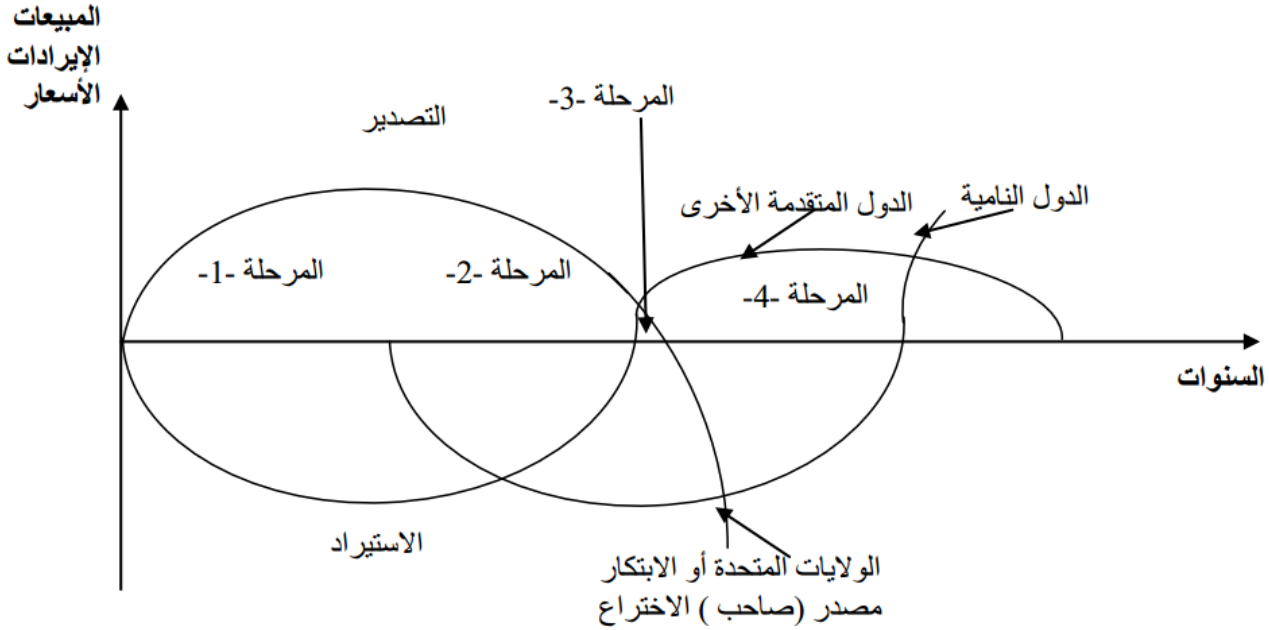 المبيعات
الإيرادات
الأسعار
المرحلة -3-
التصدير
الدول النامية
الدول المتقدمة الأخرى
المرحلة -1-
المرحلة -2-
المرحلة -4-
السنوات
الاستيراد
الولايات المتحدة أو الابتكار
مصدر (صاحب ) الاختراع